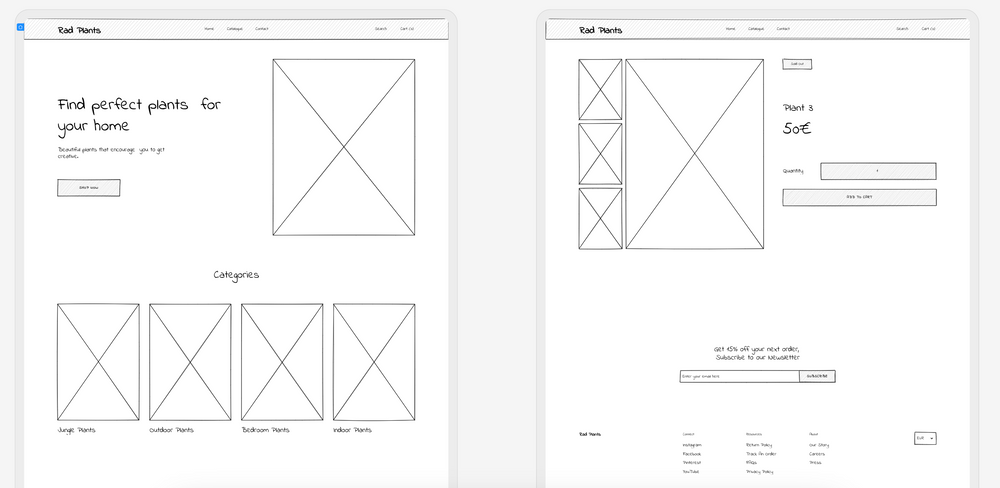 Rad Plants
Home Catalogue Contact
Search Cart (0)
Find perfect plants for
your home
Beautiful plants that encourage you to get
creative.
SHOP NOW
Categories
Jungle Plants
Outdoor Plants
Bedroom Plants
Indoor Plants
Rad Plants
Home Catalogue Contact
Search Cart (0)
Sold Out
Plant 3
50€
Quantity
1
ADD TO CART
Get 15% off your next order,
Subscribe to our Newsletter
Enter your email here
SUBSCRIBE
Rad Plants
Connect
Instagram
Facebook
Pinterest
YouTube
Resources
Return Policy
Track An order
FAQs
Privacy Policy
About
Our Story
Careers
Press
EUR